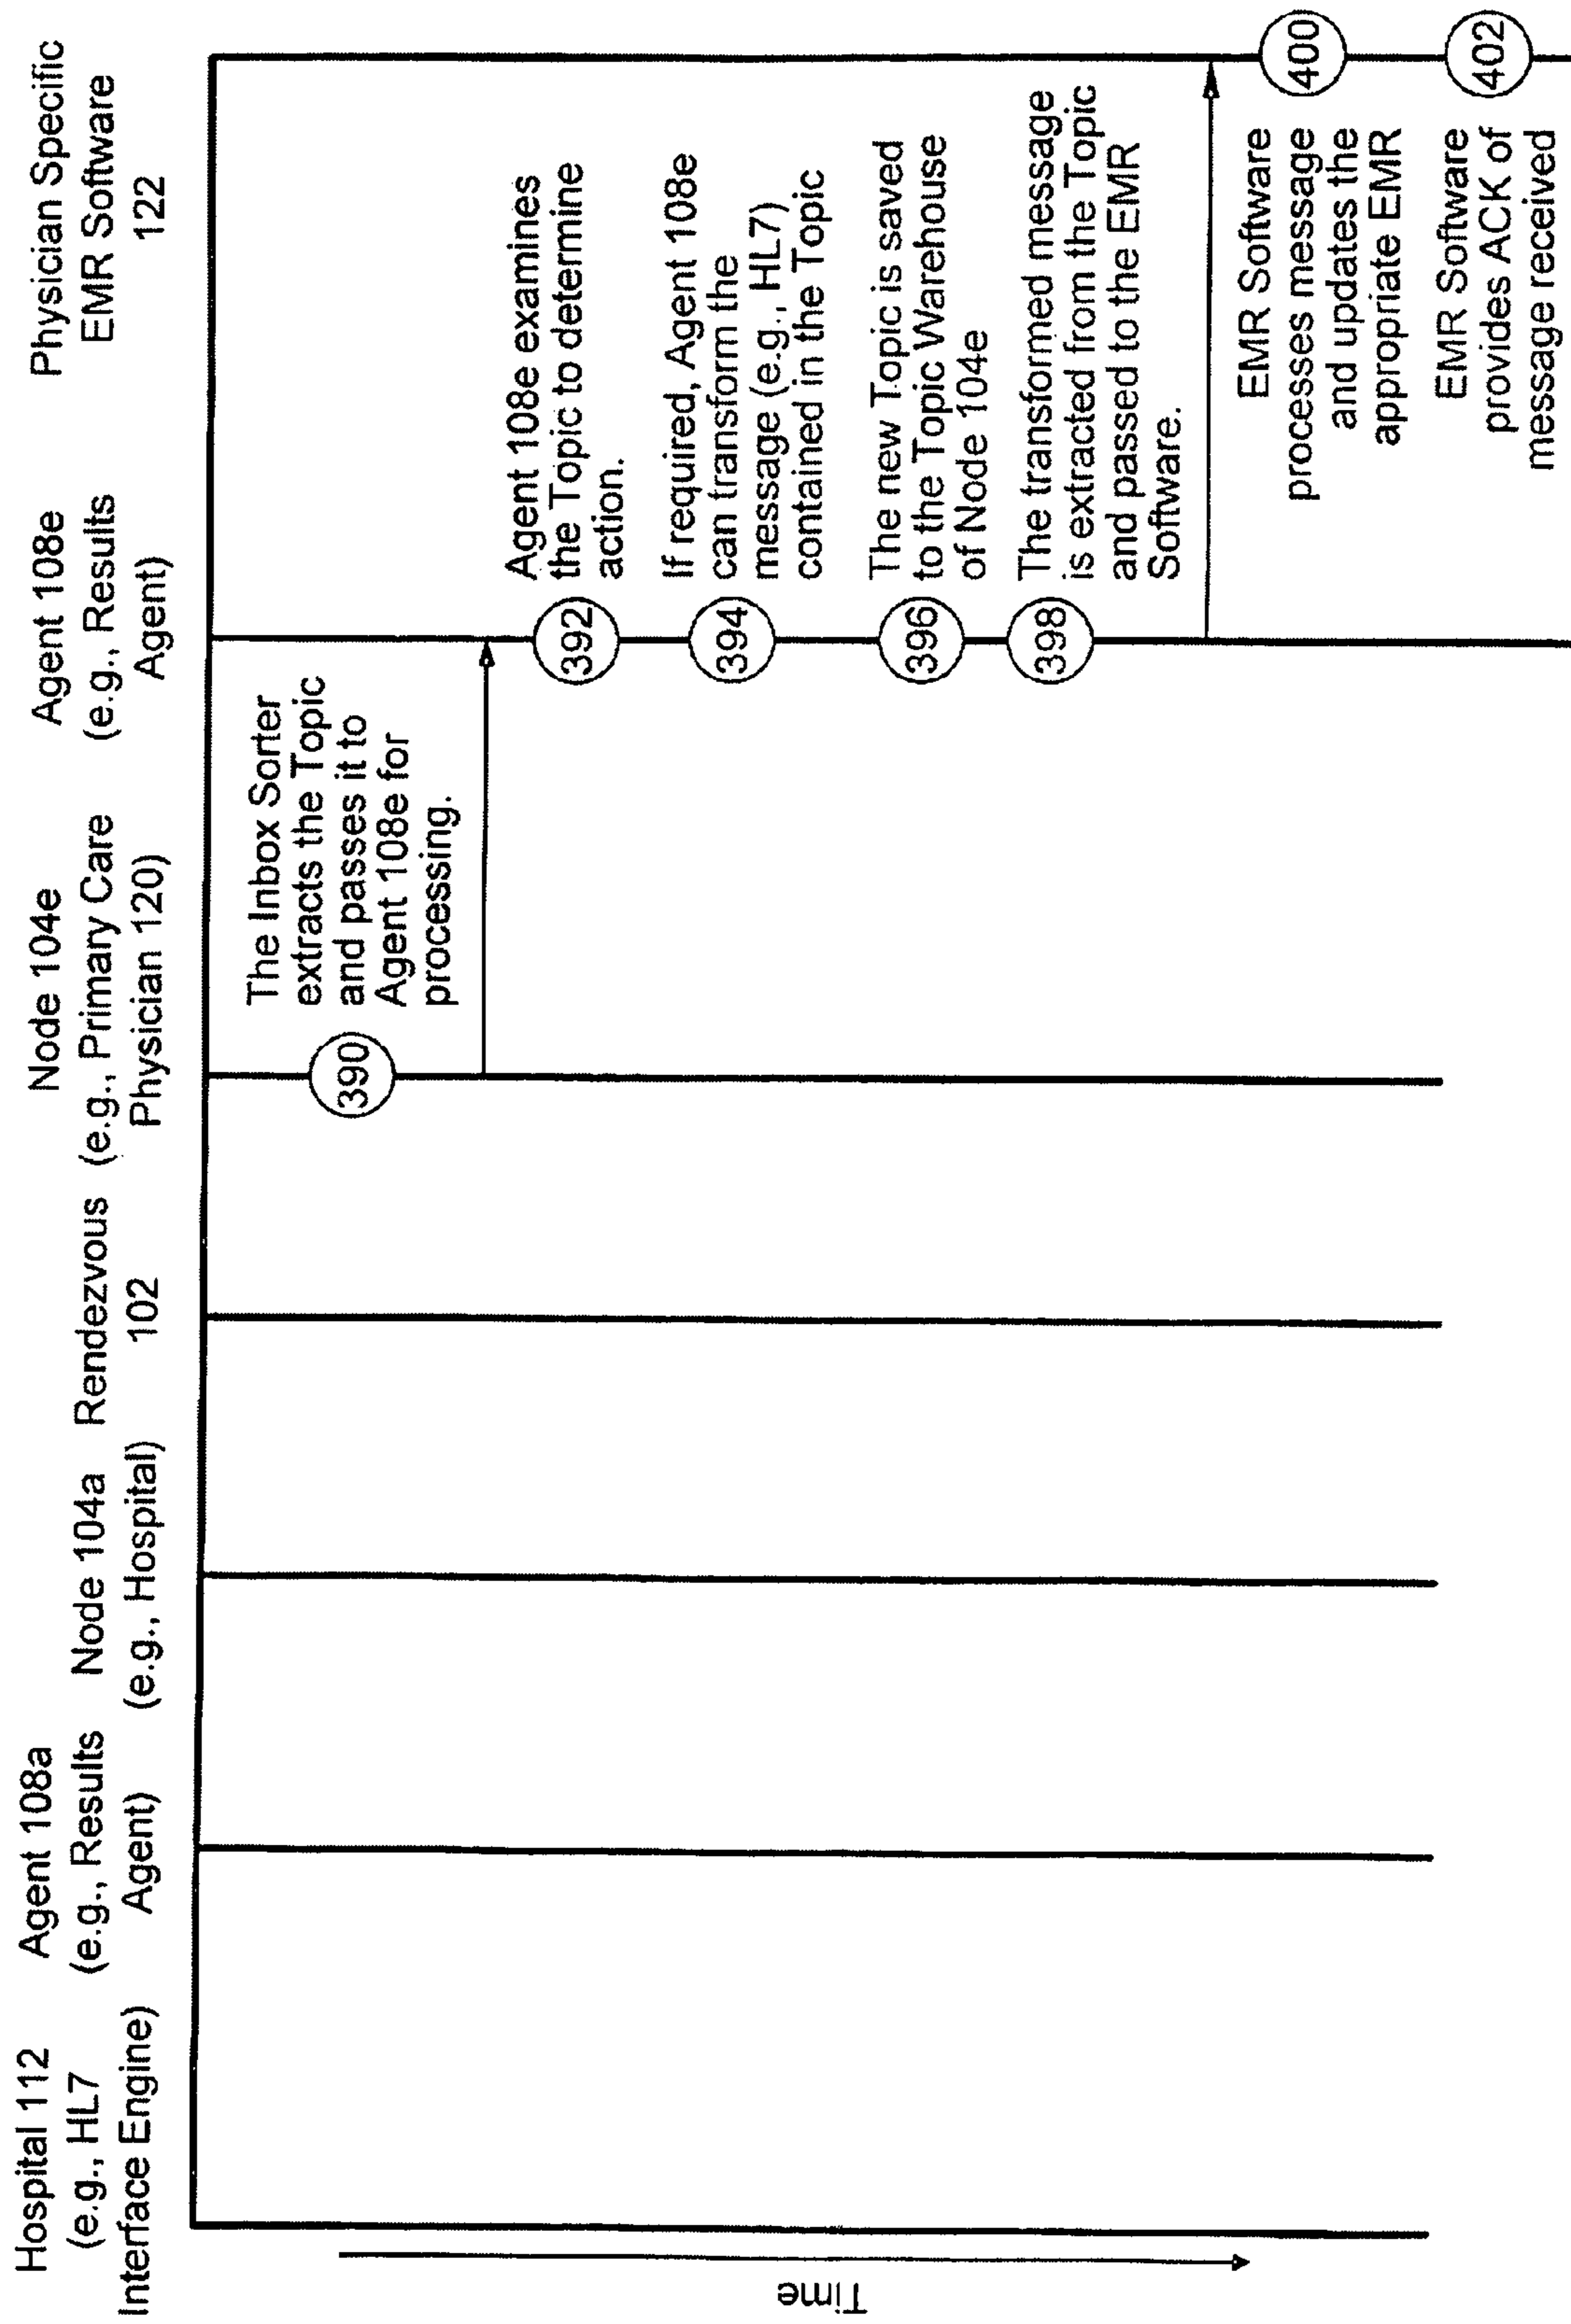 Hospital 112
(e.g., HL7
Interface Engine)
Agent 108a
(e.g., Results
Agent)
Node 104a
(e.g., Hospital)
Rendezvous
102
Node 104e
(e.g., Primary Care
Physician 120)
Agent 108e
(e.g., Results
Agent)
Physician Specific
EMR Software
122
Time
390
The Inbox Sorter
extracts the Topic
and passes it to
Agent 108e for
processing.
392
Agent 108e examines
the Topic to determine
action.
394
If required, Agent 108e
can transform the
message (e.g., HL7)
contained in the Topic
396
The new Topic is saved
to the Topic Warehouse
of Node 104e
398
The transformed message
is extracted from the Topic
and passed to the EMR
Software.
EMR Software
processes message
and updates the
appropriate EMR
400
EMR Software
provides ACK of
message received
402